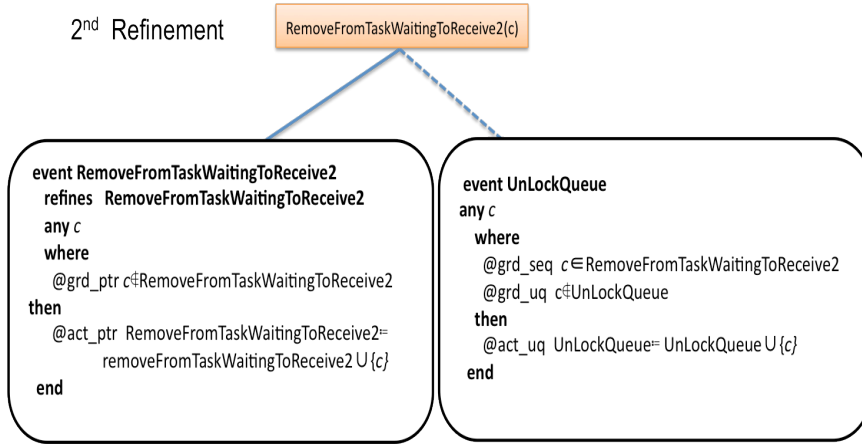 2nd Refinement
RemoveFromTaskWaitingToReceive2(c)
event RemoveFromTaskWaitingToReceive2
refines RemoveFromTaskWaitingToReceive2
any c
where
@grd_ptr c∉RemoveFromTaskWaitingToReceive2
then
@act_ptr RemoveFromTaskWaitingToReceive2≔
removeFromTaskWaitingToReceive2 ∪ {c}
end
event UnLockQueue
any c
where
@grd_seq c∈RemoveFromTaskWaitingToReceive2
@grd_uq c∉UnLockQueue
then
@act_uq UnLockQueue≔ UnLockQueue ∪ {c}
end